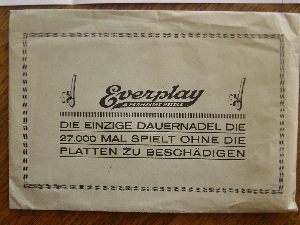 Everplay
A PERMANENT NEEDLE
DIE EINZIGE DAUERNADEL DIE
27.000 MAL SPIELT OHNE DIE
PLATTEN ZU BESCHÄDIGEN